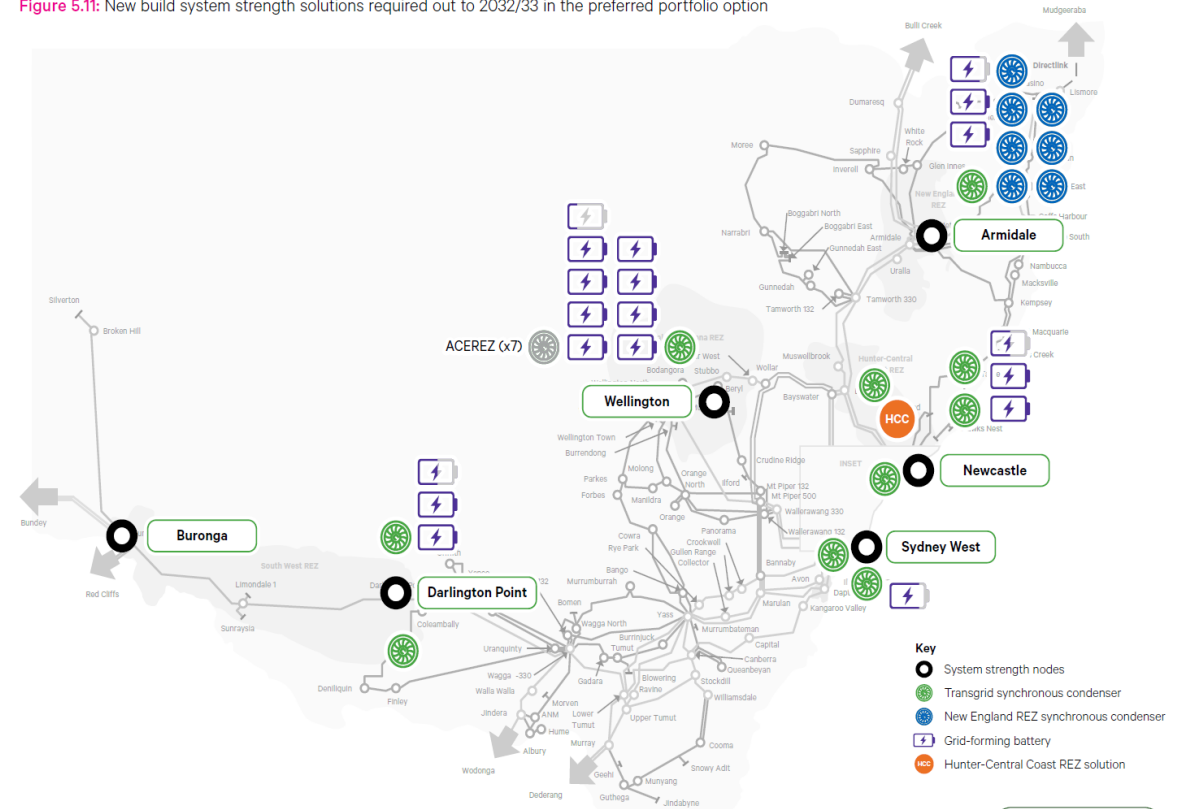 Figure 5.11: New build system strength solutions required out to 2032/33 in the preferred portfolio option
Mudgeeraba
Bulli Creek
Directlink
Lismore
Dumaresq
White
Rock
Moree
Sapphire
Inverell
Glen Innes
East
New Engla
REZ
Harbour
Armidale
South
Boggabri North
Boggabri East
Narrabri
Gunnedah East
Armidale
Uralla
Nambucca
Macksville
Gunnedah
Tamworth 330
Kempsey
Tamworth 132
Silverton
Broken Hill
Macquarie
Creek
ACEREZ (x7)
na REZ
West
Muswellbrook
Hunter-Central
REZ
Bodangora
Stubbo
Wollar
Beryl
Bayswater
Wellington
HCC
ks Nest
Wellington Town
Burrendong
Crudine Ridge
INSET
Newcastle
Molong
Orange
North
Parkes
Ilford
Mt Piper 132
Mt Piper 500
Forbes
Manildra
Wallerawang 330
Orange
Panorama
Wallerawang 132
Bundey
Buronga
Cowra
Crookwell
Rye Park
Gullen Range
Collector
Sydney West
South West REZ
Bannaby
Bango
Limondale 1
132
Murrumburrah
Avon
Red Cliffs
Darlington Point
Bomen
Marulan
Kangaroo Valley
Sunraysia
Coleambally
Wagga North
Yass
Murrumbateman
Burrinjuck
Uranquinty
Tumut
Capital
Canberra
Queanbeyan
Wagga -330
Gadara
Blowering
Stockdill
Deniliquin
Walla Walla
Ravine
Williamsdale
Finley
Morven
Jindera
ANM
Lower
Tumut
Upper Tumut
Hume
Murray
Albury
Cooma
Wodonga
Snowy Adit
Geehi
Munyang
Dederang
Guthega
Jindabyne
Key
System strength nodes
Transgrid synchronous condenser
New England REZ synchronous condenser
Grid-forming battery
HCC
Hunter-Central Coast REZ solution